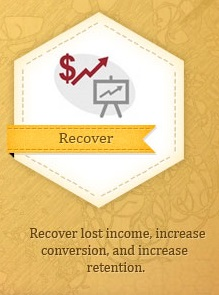 $
Recover
Recover lost income, increase
conversion, and increase
retention.